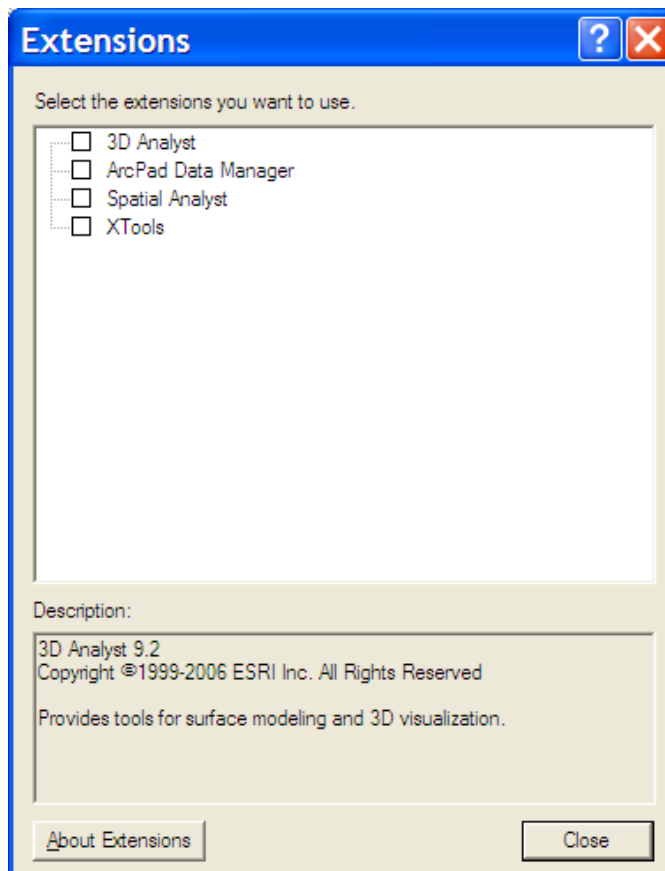 Extensions
Select the extensions you want to use.
3D Analyst
ArcPad Data Manager
Spatial Analyst
XTools
Description:
3D Analyst 9.2
Copyright ©1999-2006 ESRI Inc. All Rights Reserved
Provides tools for surface modeling and 3D visualization.
About Extensions
Close